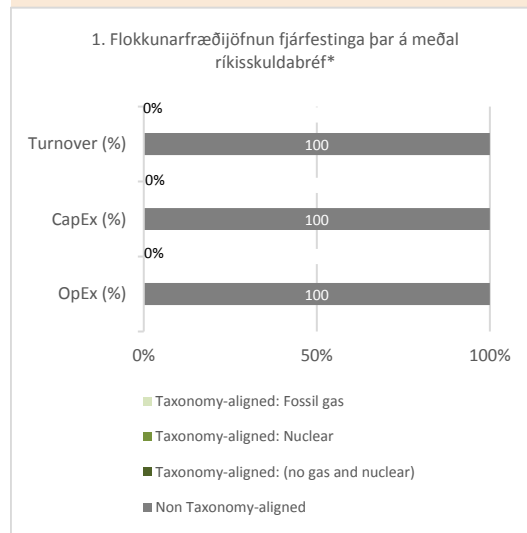 1. Flokkunarfræðijöfnun fjárfestinga þar á meðal
ríkisskuldabréf*
0%
Turnover (%)
100
0%
CapEx (%)
100
0%
OpEx (%)
100
0% 50% 100%
Taxonomy-aligned: Fossil gas
Taxonomy-aligned: Nuclear
Taxonomy-aligned: (no gas and nuclear)
Non Taxonomy-aligned